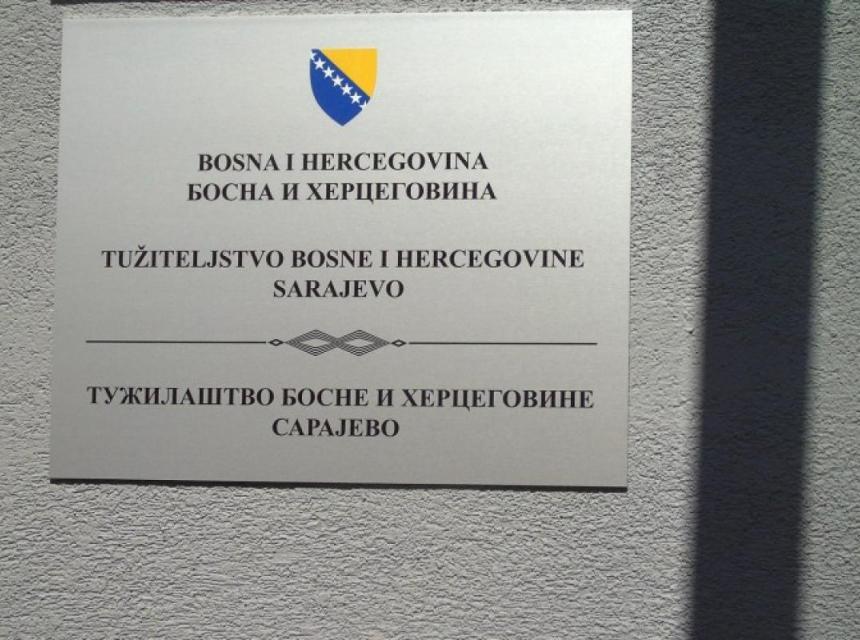 BOSNA I HERCEGOVINA
БОСНА И ХЕРЦЕГОВИНА
TUŽITELJSTVO BOSNE I HERCEGOVINE
SARAJEVO
ТУЖИЛАШТВО БОСНЕ И ХЕРЦЕГОВИНЕ
САРАЈЕВО